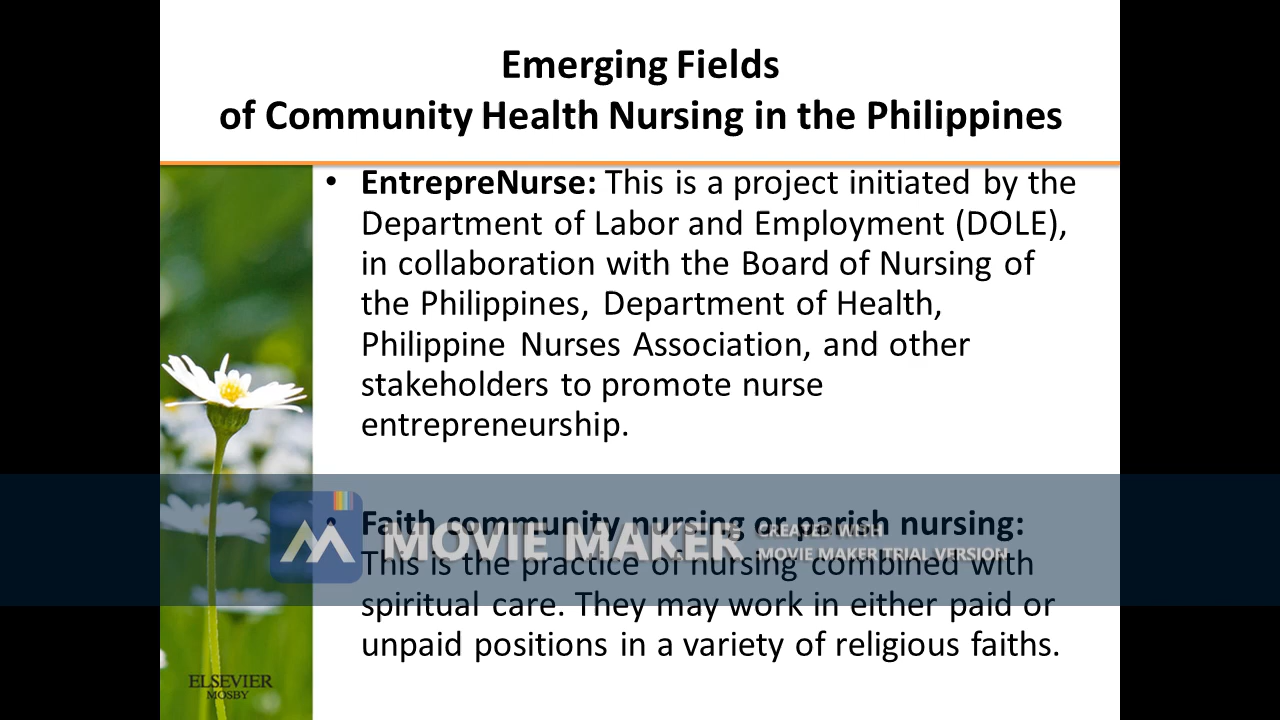 Emerging Fields
of Community Health Nursing in the Philippines
• EntrepreNurse: This is a project initiated by the
Department of Labor and Employment (DOLE),
in collaboration with the Board of Nursing of
the Philippines, Department of Health,
Philippine Nurses Association, and other
stakeholders to promote nurse
entrepreneurship.
• Faith community nursing or parish nursing:
This is the practice of nursing combined with
spiritual care. They may work in either paid or
unpaid positions in a variety of religious faiths.
MOVIE MAKER
CREATED WITH
MOVIE MAKER TRIAL VERSION
ELSEVIER
MOSBY